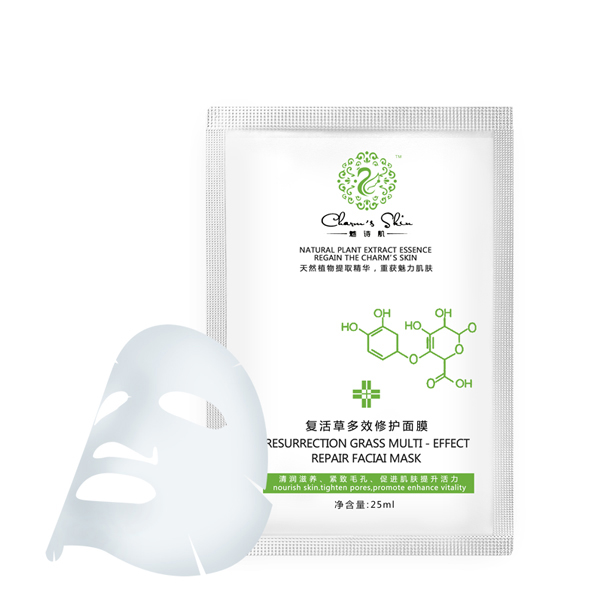 TM
Charm's Skin
魅诗肌
NATURAL PLANT EXTRACT ESSENCE
REGAIN THE CHARM'S SKIN
天然植物提取精华，重获魅力肌肤
OH
HO
OH
HO
O
O
O
O
OH
复活草多效修护面膜
RESURRECTION GRASS MULTI - EFFECT
REPAIR FACIAI MASK
清润滋养、紧致毛孔、促进肌肤提升活力
nourish skin.tighten pores,promote enhance vitality
净含量:25ml